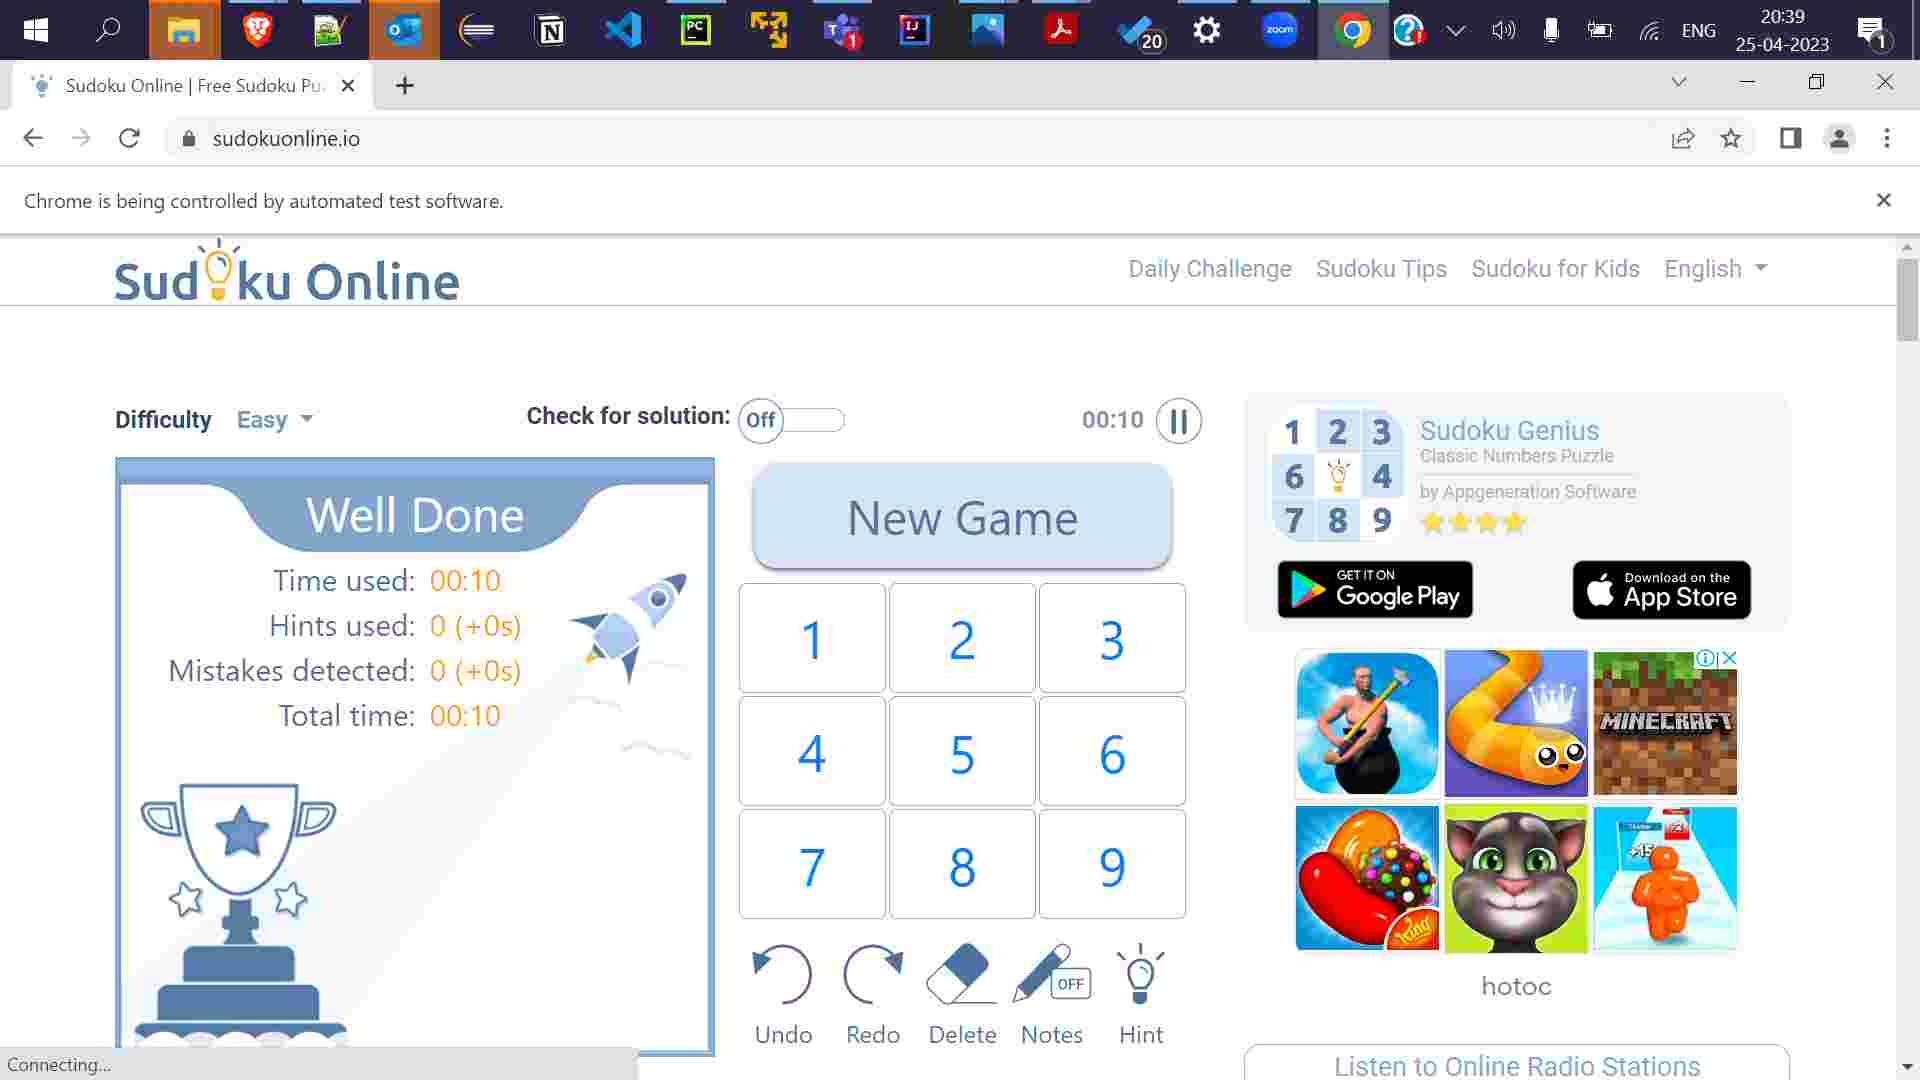 PC
1
IJ
20
zoom
ENG
20:39
25-04-2023
1
Sudoku Online | Free Sudoku Pu
sudokuonline.io
Chrome is being controlled by automated test software.
Sudoku Online
Daily Challenge
Sudoku Tips
Sudoku for Kids
English
Difficulty
Easy
Check for solution:
Off
00:10
Well Done
Time used: 00:10
Hints used: 0 (+0s)
Mistakes detected: 0 (+0s)
Total time: 00:10
New Game
1 2 3
4 5 6
7 8 9
OFF
Undo Redo Delete Notes Hint
1 2 3
6 4
7 8 9
Sudoku Genius
Classic Numbers Puzzle
by Appgeneration Software
GET IT ON
Google Play
Download on the
App Store
MINECRAFT
King
hotoc
Listen to Online Radio Stations
Connecting...